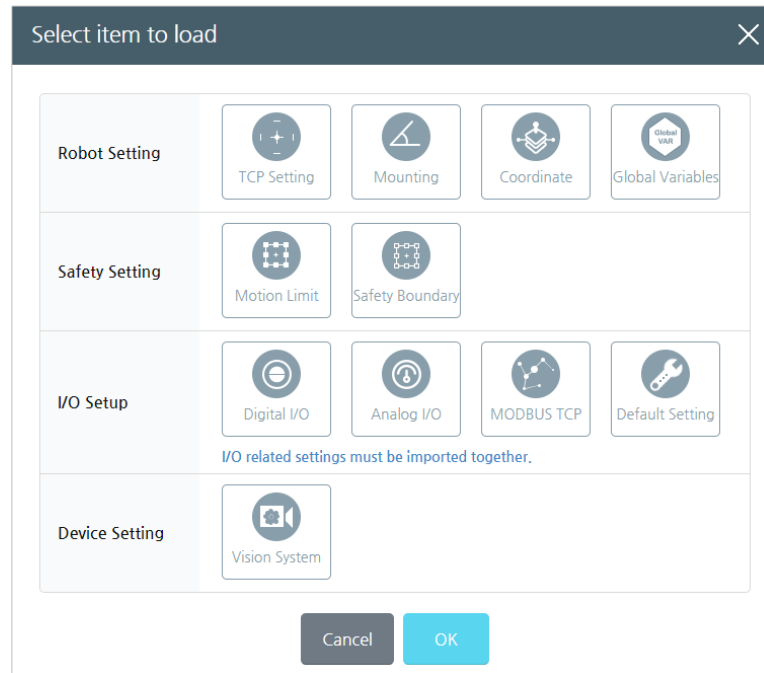 Select item to load
Robot Setting
TCP Setting
Mounting
Coordinate
Global
VAR
Global Variables
Safety Setting
Motion Limit
Safety Boundary
I/O Setup
Digital I/O
Analog I/O
MODBUS TCP
Default Setting
I/O related settings must be imported together.
Device Setting
Vision System
Cancel
OK